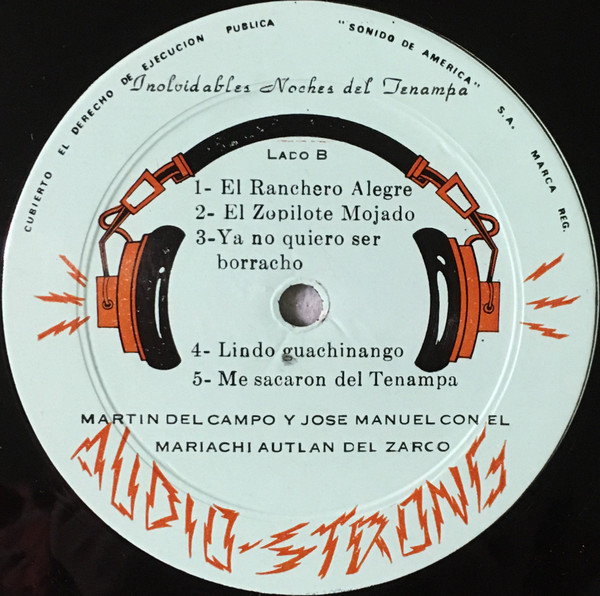 CUBIERTO EL DERECHO DE EJECUCION PUBLICA "SONIDO DE AMERICA" S.A. MARCA REG.
"Inolvidables Noches del Tenampa"
LADO B
1- El Ranchero Alegre
2- El Zopilote Mojado
3-Ya no quiero ser
borracho
4- Lindo guachinango
5- Me sacaron del Tenampa
MARTIN DEL CAMPO Y JOSE MANUEL CON EL
MARIACHI AUTLAN DEL ZARCO
AUDIO-STRONG